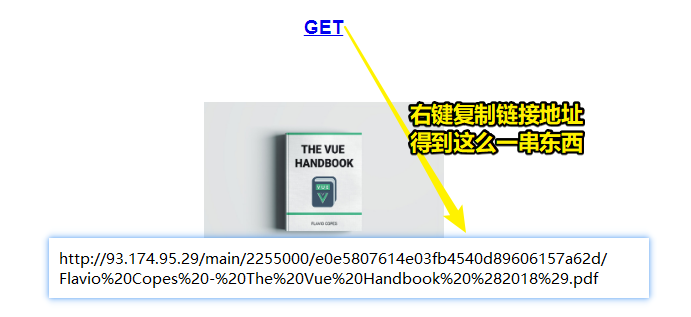 GET
右键复制链接地址
得到这么一串东西
THE VUE
HANDBOOK
VUE
FLAVIO COPES
http://93.174.95.29/main/2255000/e0e5807614e03fb4540d89606157a62d/
Flavio%20Copes%20-%20The%20Vue%20Handbook%20%282018%29.pdf